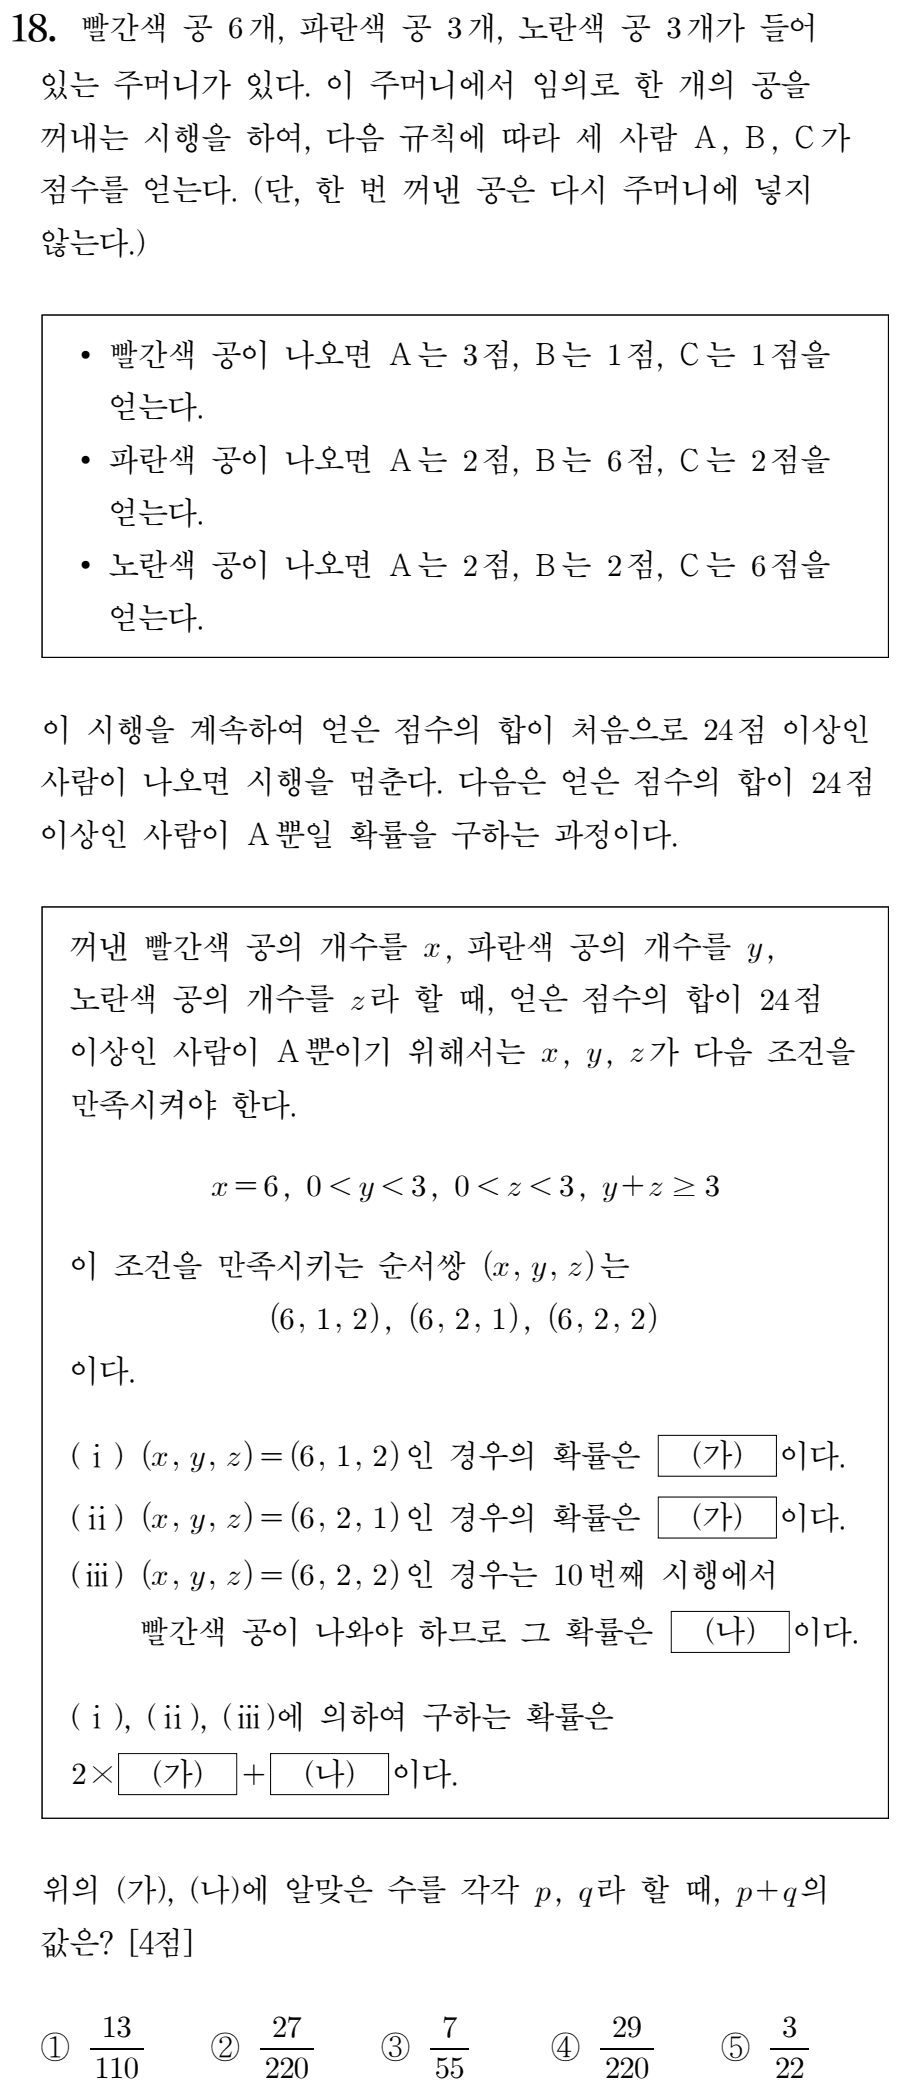 18. 빨간색 공 6개, 파란색 공 3개, 노란색 공 3개가 들어
있는 주머니가 있다. 이 주머니에서 임의로 한 개의 공을
꺼내는 시행을 하여, 다음 규칙에 따라 세 사람 A, B, C가
점수를 얻는다. (단, 한 번 꺼낸 공은 다시 주머니에 넣지
않는다.)
• 빨간색 공이 나오면 A는 3점, B는 1점, C는 1점을
얻는다.
• 파란색 공이 나오면 A는 2점, B는 6점, C는 2점을
얻는다.
• 노란색 공이 나오면 A는 2점, B는 2점, C는 6점을
얻는다.
이 시행을 계속하여 얻은 점수의 합이 처음으로 24점 이상인
사람이 나오면 시행을 멈춘다. 다음은 얻은 점수의 합이 24점
이상인 사람이 A뿐일 확률을 구하는 과정이다.
꺼낸 빨간색 공의 개수를 x, 파란색 공의 개수를 y,
노란색 공의 개수를 z라 할 때, 얻은 점수의 합이 24점
이상인 사람이 A뿐이기 위해서는 x, y, z가 다음 조건을
만족시켜야 한다.
x=6, 0<y<3, 0<z<3, y+z≥3
이 조건을 만족시키는 순서쌍 (x, y, z)는
(6, 1, 2), (6, 2, 1), (6, 2, 2)
이다.
(ⅰ) (x, y, z)=(6, 1, 2)인 경우의 확률은 (가) 이다.
(ⅱ) (x, y, z)=(6, 2, 1)인 경우의 확률은 (가) 이다.
(ⅲ) (x, y, z)=(6, 2, 2)인 경우는 10번째 시행에서
빨간색 공이 나와야 하므로 그 확률은 (나) 이다.
(ⅰ), (ⅱ), (ⅲ)에 의하여 구하는 확률은
2× (가) + (나) 이다.
위의 (가), (나)에 알맞은 수를 각각 p, q라 할 때, p+q의
값은? [4점]
① 13/110 ② 27/220 ③ 7/55 ④ 29/220 ⑤ 3/22